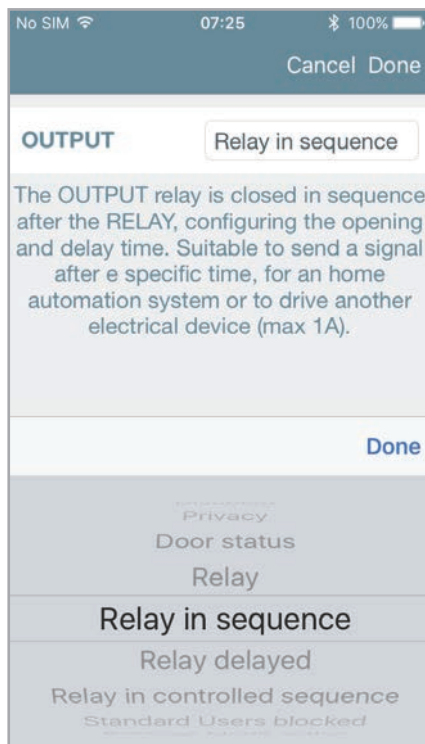 No SIM 07:25 100%
Cancel Done
OUTPUT Relay in sequence
The OUTPUT relay is closed in sequence
after the RELAY, configuring the opening
and delay time. Suitable to send a signal
after e specific time, for an home
automation system or to drive another
electrical device (max 1A).
Done
Privacy
Door status
Relay
Relay in sequence
Relay delayed
Relay in controlled sequence
Standard Users blocked